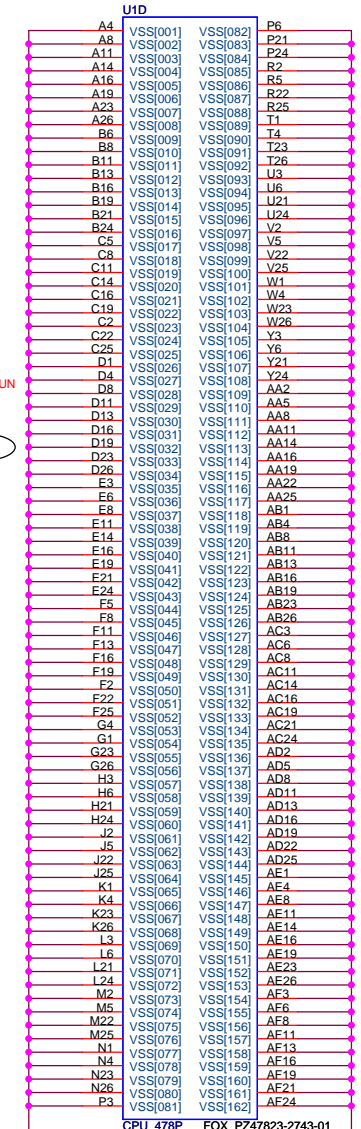 U1D
A4 VSS[001] VSS[082] P6
A8 VSS[002] VSS[083] P21
A11 VSS[003] VSS[084] P24
A14 VSS[004] VSS[085] R2
A16 VSS[005] VSS[086] R5
A19 VSS[006] VSS[087] R22
A23 VSS[007] VSS[088] R25
A26 VSS[008] VSS[089] T1
B6 VSS[009] VSS[090] T4
B8 VSS[010] VSS[091] T23
B11 VSS[011] VSS[092] T26
B13 VSS[012] VSS[093] U3
B16 VSS[013] VSS[094] U6
B19 VSS[014] VSS[095] U21
B21 VSS[015] VSS[096] U24
B24 VSS[016] VSS[097] V2
C5 VSS[017] VSS[098] V5
C8 VSS[018] VSS[099] V22
C11 VSS[019] VSS[100] V25
C14 VSS[020] VSS[101] W1
C16 VSS[021] VSS[102] W4
C19 VSS[022] VSS[103] W23
C2 VSS[023] VSS[104] W26
C22 VSS[024] VSS[105] Y3
C25 VSS[025] VSS[106] Y6
D1 VSS[026] VSS[107] Y21
UN
D4 VSS[027] VSS[108] Y24
D8 VSS[028] VSS[109] AA2
D11 VSS[029] VSS[110] AA5
D13 VSS[030] VSS[111] AA8
D16 VSS[031] VSS[112] AA11
D19 VSS[032] VSS[113] AA14
D23 VSS[033] VSS[114] AA16
D26 VSS[034] VSS[115] AA19
E3 VSS[035] VSS[116] AA22
E6 VSS[036] VSS[117] AA25
E8 VSS[037] VSS[118] AB1
E11 VSS[038] VSS[119] AB4
E14 VSS[039] VSS[120] AB8
E16 VSS[040] VSS[121] AB11
E19 VSS[041] VSS[122] AB13
E21 VSS[042] VSS[123] AB16
E24 VSS[043] VSS[124] AB19
F5 VSS[044] VSS[125] AB23
F8 VSS[045] VSS[126] AB26
F11 VSS[046] VSS[127] AC3
F13 VSS[047] VSS[128] AC6
F16 VSS[048] VSS[129] AC8
F19 VSS[049] VSS[130] AC11
F2 VSS[050] VSS[131] AC14
F22 VSS[051] VSS[132] AC16
F25 VSS[052] VSS[133] AC19
G4 VSS[053] VSS[134] AC21
G1 VSS[054] VSS[135] AC24
G23 VSS[055] VSS[136] AD2
G26 VSS[056] VSS[137] AD5
H3 VSS[057] VSS[138] AD8
H6 VSS[058] VSS[139] AD11
H21 VSS[059] VSS[140] AD13
H24 VSS[060] VSS[141] AD16
J2 VSS[061] VSS[142] AD19
J5 VSS[062] VSS[143] AD22
J22 VSS[063] VSS[144] AD25
J25 VSS[064] VSS[145] AE1
K1 VSS[065] VSS[146] AE4
K4 VSS[066] VSS[147] AE8
K23 VSS[067] VSS[148] AE11
K26 VSS[068] VSS[149] AE14
L3 VSS[069] VSS[150] AE16
L6 VSS[070] VSS[151] AE19
L21 VSS[071] VSS[152] AE23
L24 VSS[072] VSS[153] AE26
M2 VSS[073] VSS[154] AF3
M5 VSS[074] VSS[155] AF6
M22 VSS[075] VSS[156] AF8
M25 VSS[076] VSS[157] AF11
N1 VSS[077] VSS[158] AF13
N4 VSS[078] VSS[159] AF16
N23 VSS[079] VSS[160] AF19
N26 VSS[080] VSS[161] AF21
P3 VSS[081] VSS[162] AF24
CPU_478P FOX_PZ47823-2743-01